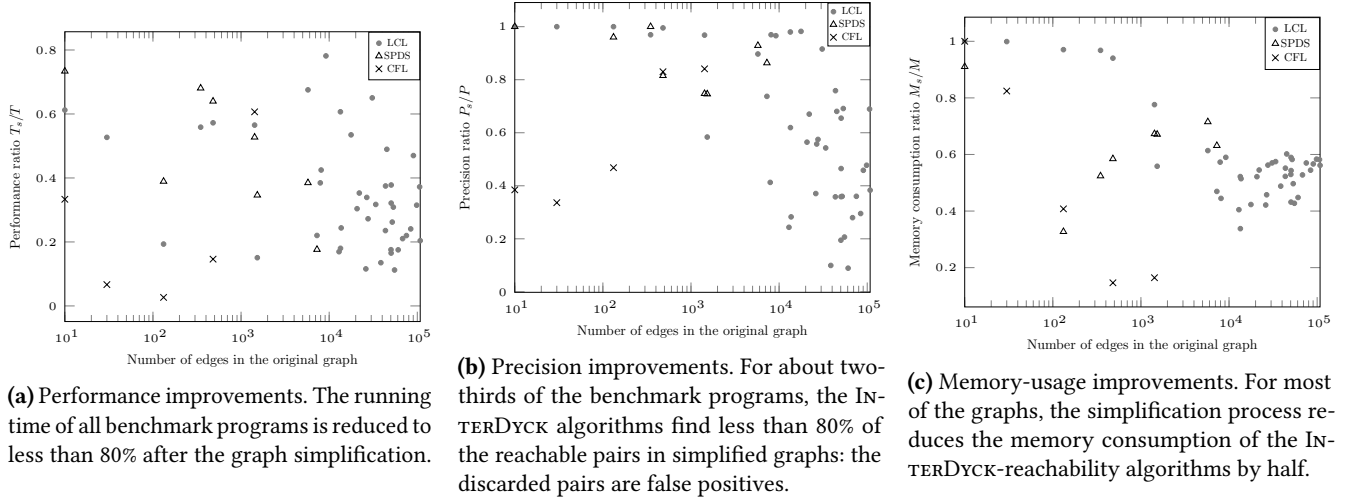 Performance ratio T_s/T
0.8
0.6
0.4
0.2
0
10^1
10^2
10^3
10^4
10^5
Number of edges in the original graph
LCL
SPDS
CFL
(a) Performance improvements. The running
time of all benchmark programs is reduced to
less than 80% after the graph simplification.
Precision ratio P_s/P
1
0.8
0.6
0.4
0.2
0
10^1
10^2
10^3
10^4
10^5
Number of edges in the original graph
LCL
SPDS
CFL
(b) Precision improvements. For about two-
thirds of the benchmark programs, the IN-
TERDYCK algorithms find less than 80% of
the reachable pairs in simplified graphs: the
discarded pairs are false positives.
Memory consumption ratio M_s/M
1
0.8
0.6
0.4
0.2
10^1
10^2
10^3
10^4
10^5
Number of edges in the original graph
LCL
SPDS
CFL
(c) Memory-usage improvements. For most
of the graphs, the simplification process re-
duces the memory consumption of the IN-
TERDYCK-reachability algorithms by half.